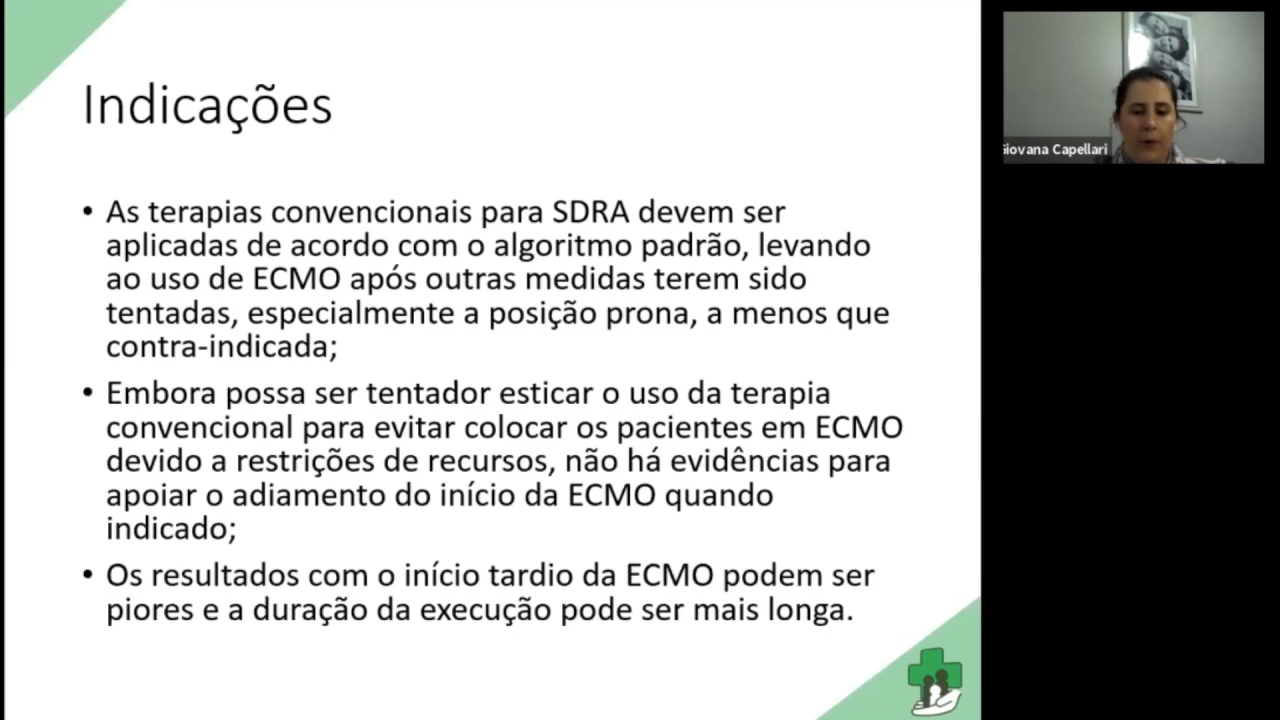 Indicações
• As terapias convencionais para SDRA devem ser
aplicadas de acordo com o algoritmo padrão, levando
ao uso de ECMO após outras medidas terem sido
tentadas, especialmente a posição prona, a menos que
contra-indicada;
• Embora possa ser tentador esticar o uso da terapia
convencional para evitar colocar os pacientes em ECMO
devido a restrições de recursos, não há evidências para
apoiar o adiamento do início da ECMO quando
indicado;
• Os resultados com o início tardio da ECMO podem ser
piores e a duração da execução pode ser mais longa.
Giovana Capellari